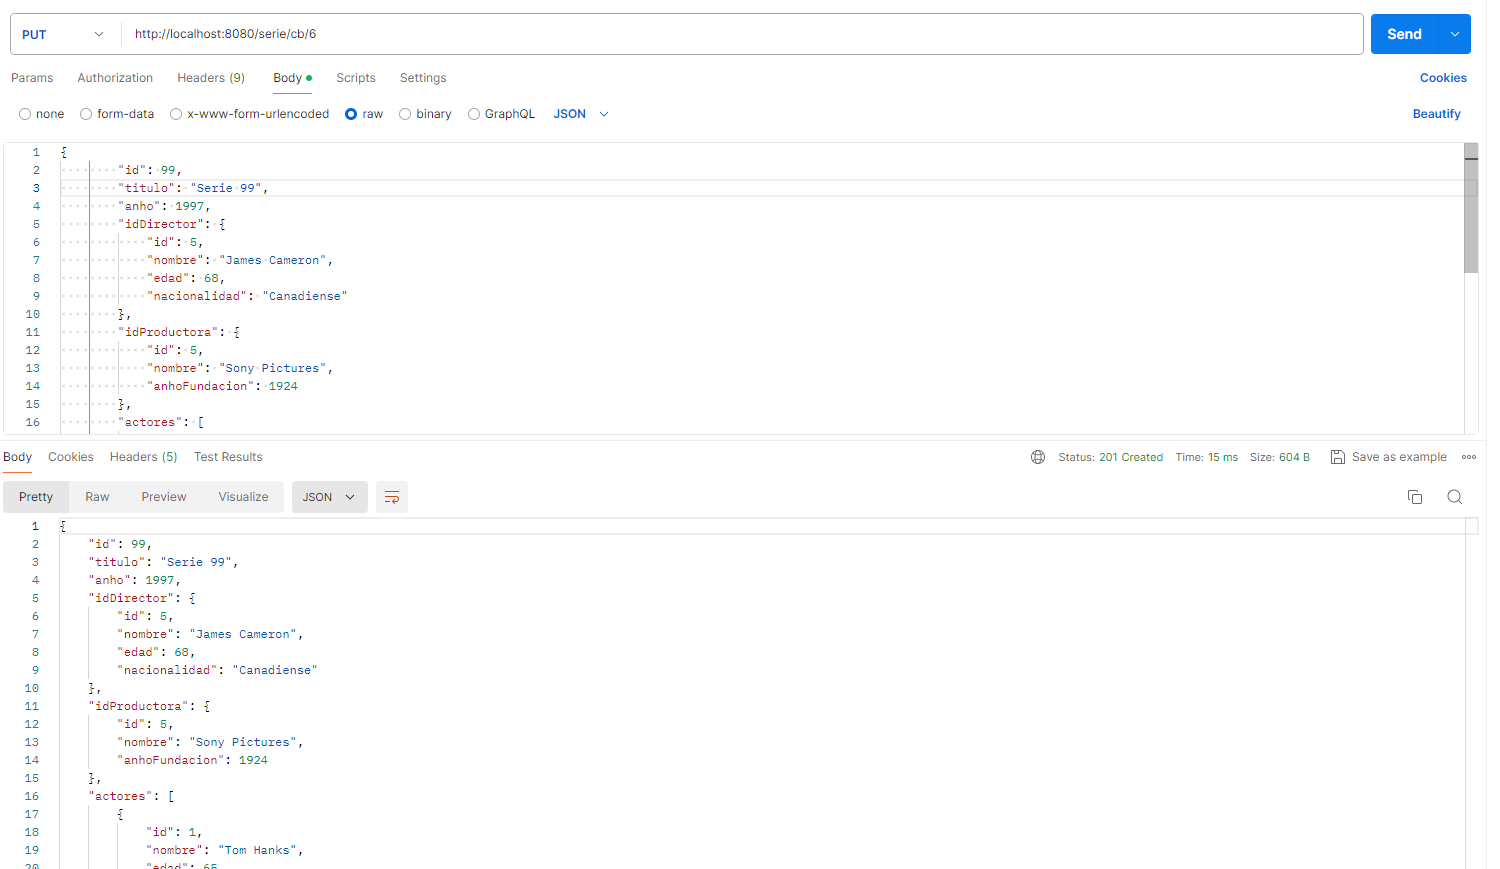 PUT http://localhost:8080/serie/cb/6 Send
Params Authorization Headers (9) Body Scripts Settings Cookies
none form-data x-www-form-urlencoded raw binary GraphQL JSON Beautify
1 {
2 "id": 99,
3 "titulo": "Serie 99",
4 "anho": 1997,
5 "idDirector": {
6 "id": 5,
7 "nombre": "James Cameron",
8 "edad": 68,
9 "nacionalidad": "Canadiense"
10 },
11 "idProductora": {
12 "id": 5,
13 "nombre": "Sony Pictures",
14 "anhoFundacion": 1924
15 },
16 "actores": [
Body Cookies Headers (5) Test Results Status: 201 Created Time: 15 ms Size: 604 B Save as example
Pretty Raw Preview Visualize JSON
1 {
2 "id": 99,
3 "titulo": "Serie 99",
4 "anho": 1997,
5 "idDirector": {
6 "id": 5,
7 "nombre": "James Cameron",
8 "edad": 68,
9 "nacionalidad": "Canadiense"
10 },
11 "idProductora": {
12 "id": 5,
13 "nombre": "Sony Pictures",
14 "anhoFundacion": 1924
15 },
16 "actores": [
17 {
18 "id": 1,
19 "nombre": "Tom Hanks",
20 "edad": 65